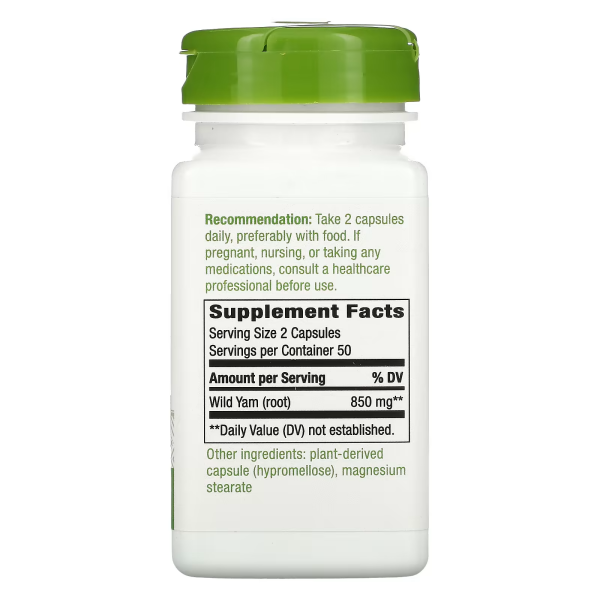 Recommendation: Take 2 capsules
daily, preferably with food. If
pregnant, nursing, or taking any
medications, consult a healthcare
professional before use.
Supplement Facts
Serving Size 2 Capsules
Servings per Container 50
Amount per Serving % DV
Wild Yam (root) 850 mg**
**Daily Value (DV) not established.
Other ingredients: plant-derived
capsule (hypromellose), magnesium
stearate